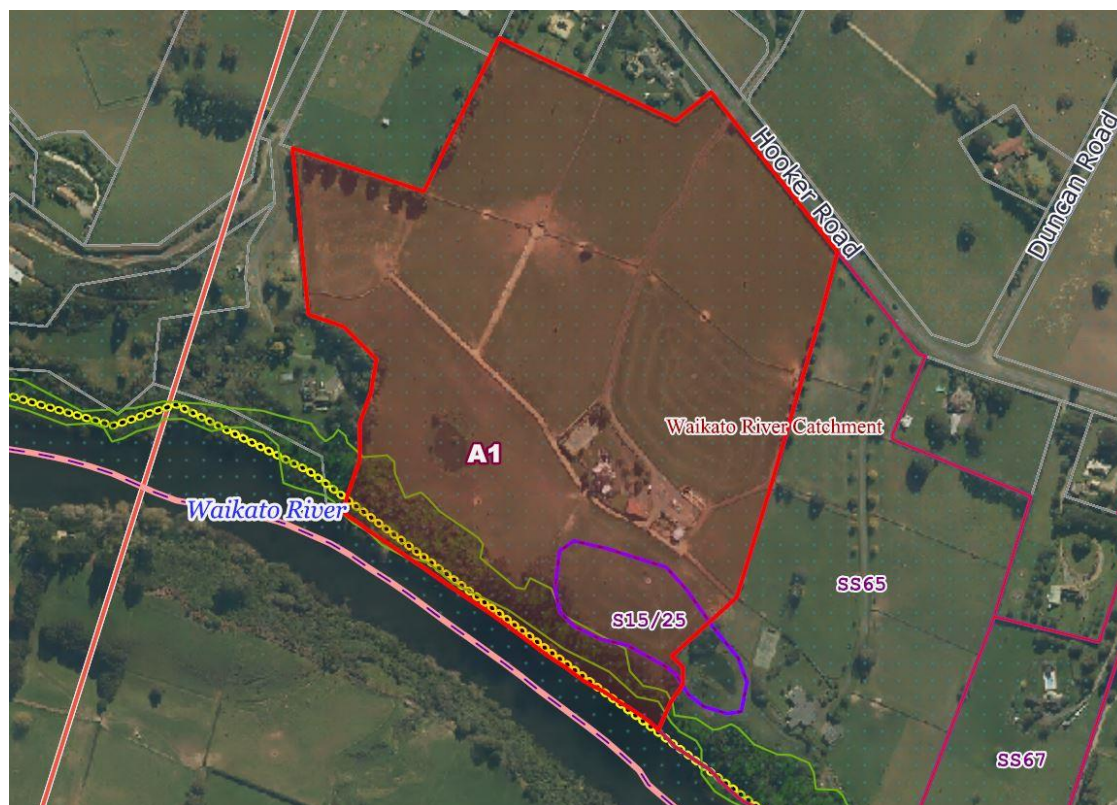 Hooker Road
Duncan Road
Waikato River Catchment
A1
Waikato River
SS65
S15/25
SS67